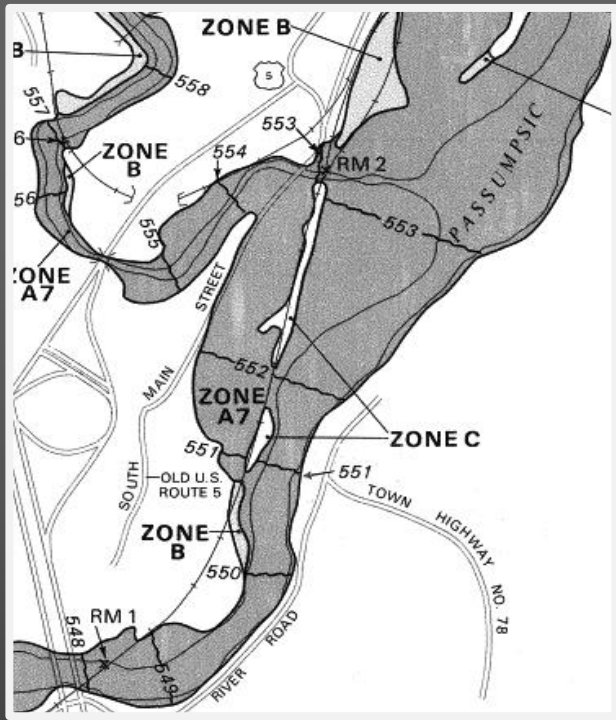 ZONE B
B
5
558
557
553
6
554
RM 2
ZONE
B
PASSUMPSIC
56
555
553
ZONE
A7
STREET
MAIN
SOUTH
552
ZONE
A7
551
ZONE C
551
OLD U.S.
ROUTE 5
TOWN HIGHWAY NO. 78
ZONE
B
550
RM 1
548
549
RIVER ROAD